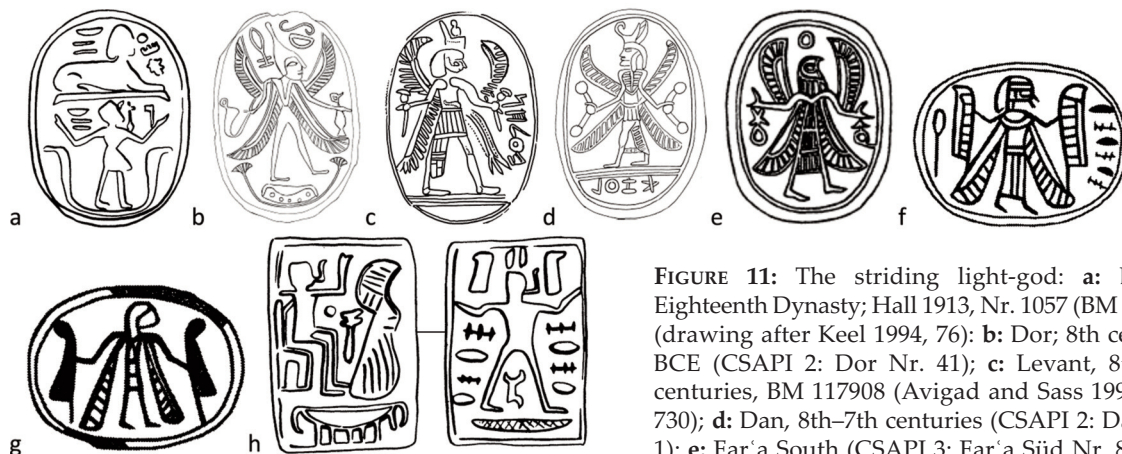 a b c d e f
g h
FIGURE 11: The striding light-god: a:
Eighteenth Dynasty; Hall 1913, Nr. 1057 (BM
(drawing after Keel 1994, 76): b: Dor; 8th
BCE (CSAPI 2: Dor Nr. 41); c: Levant,
centuries, BM 117908 (Avigad and Sass
730); d: Dan, 8th–7th centuries (CSAPI 2:
1); e: Farʿa South (CSAPI 3: Farʿa Süd Nr.